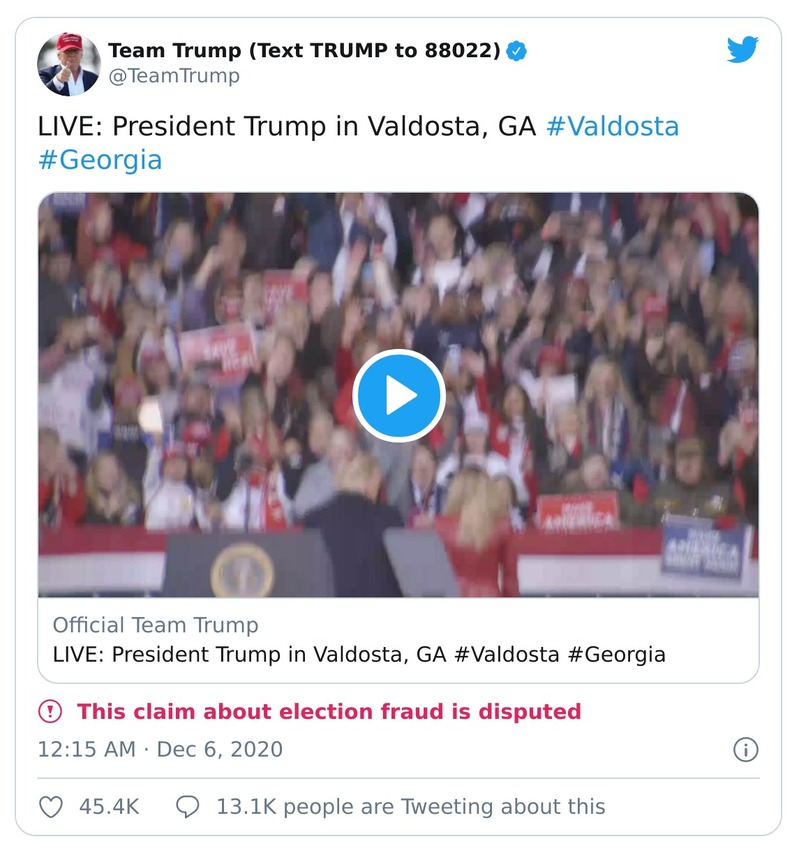 Team Trump (Text TRUMP to 88022)
@TeamTrump
LIVE: President Trump in Valdosta, GA #Valdosta
#Georgia
Official Team Trump
LIVE: President Trump in Valdosta, GA #Valdosta #Georgia
This claim about election fraud is disputed
12:15 AM · Dec 6, 2020
45.4K
13.1K people are Tweeting about this